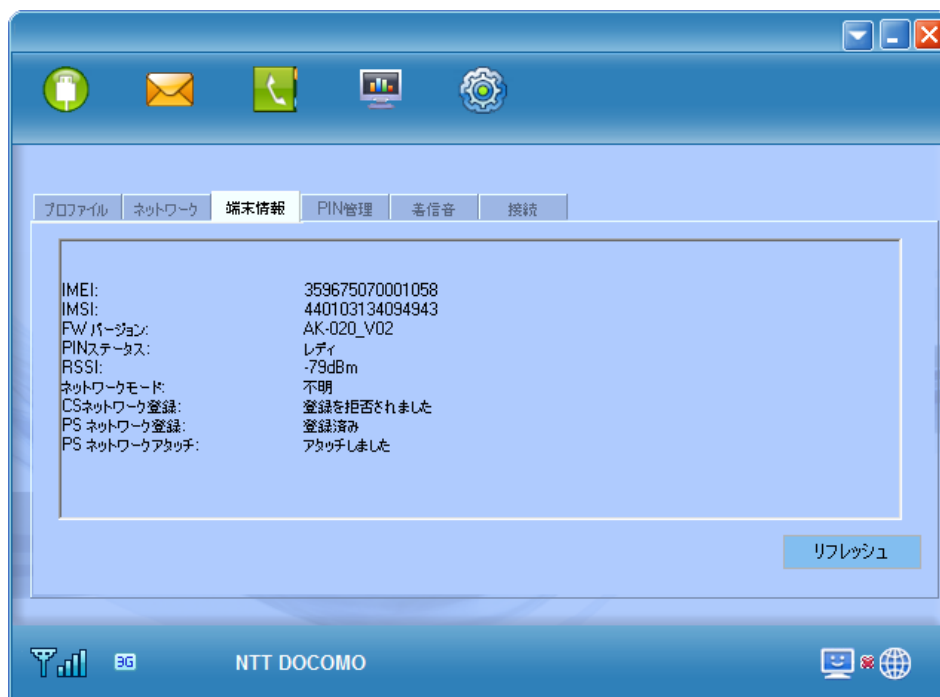 プロファイル ネットワーク 端末情報 PIN管理 着信音 接続
IMEI: 359675070001058
IMSI: 440103134094943
FW バージョン: AK-020_V02
PINステータス: レディ
RSSI: -79dBm
ネットワークモード: 不明
CSネットワーク登録: 登録を拒否されました
PS ネットワーク登録: 登録済み
PS ネットワークアタッチ: アタッチしました
リフレッシュ
3G NTT DOCOMO